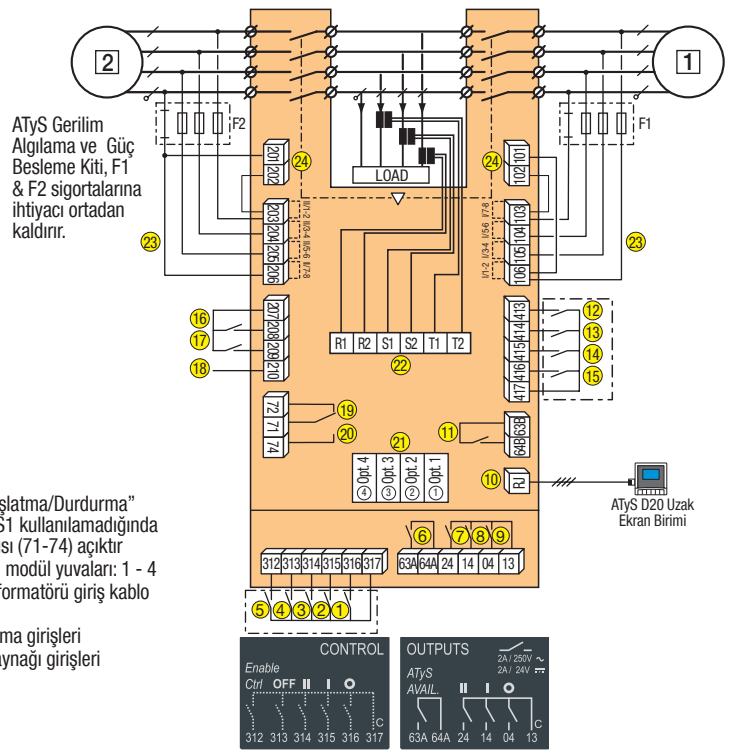 2
1
ATyS Gerilim
Algılama ve Güç
Besleme Kiti, F1
& F2 sigortalarına
ihtiyacı ortadan
kaldırır.
F2
F1
LOAD
201
202
24
24
101
102
203
204
205
206
II/1-2
II/3-4
II/5-6
II/7-8
I/7-8
I/5-6
I/3-4
I/1-2
103
104
105
106
23
23
207
208
209
210
16
17
18
R1 R2 S1 S2 T1 T2
22
413
414
415
416
417
12
13
14
15
72
71
74
19
20
21
④ Opt. 4
③ Opt. 3
② Opt. 2
① Opt. 1
11
63B
64B
10
RJ
ATyS D20 Uzak
Ekran Birimi
şlatma/Durdurma”
S1 kullanılamadığında
sı (71-74) açıktır
modül yuvaları: 1 - 4
formatörü giriş kablo
ma girişleri
aynağı girişleri
6 7 8 9
312 313 314 315 316 317
63A 64A 24 14 04 13
5 4 3 2 1
CONTROL
Enable
Ctrl OFF II I O
C
312 313 314 315 316 317
OUTPUTS
2A / 250V ~
2A / 24V ⎓
ATyS
AVAIL. II I O
C
63A 64A 24 14 04 13